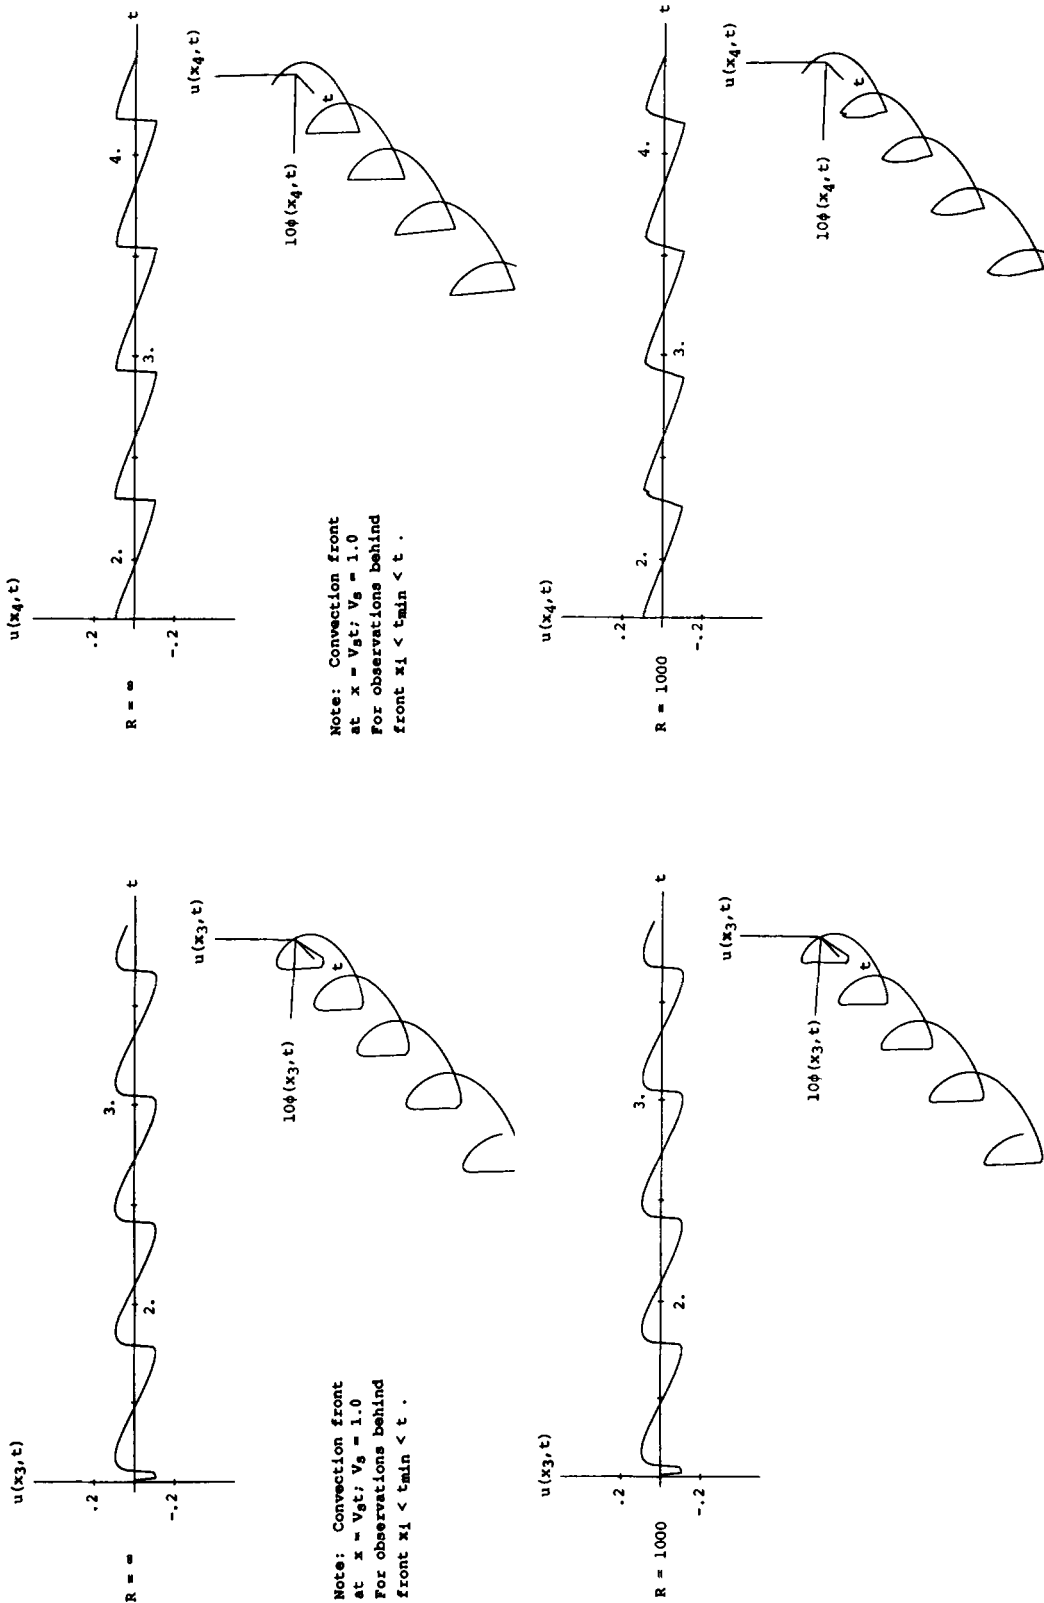 u(x₃,t)
R = ∞
.2
-.2
2.
3.
t
u(x₃,t)
10ϕ(x₃,t)
t
Note: Convection front
at x = Vₛt; Vₛ = 1.0
For observations behind
front xᵢ < tₘᵢₙ < t .
u(x₄,t)
R = ∞
.2
-.2
2.
3.
4.
t
u(x₄,t)
10ϕ(x₄,t)
t
Note: Convection front
at x = Vₛt; Vₛ = 1.0
For observations behind
front xᵢ < tₘᵢₙ < t .
u(x₃,t)
R = 1000
.2
-.2
2.
3.
t
u(x₃,t)
10ϕ(x₃,t)
t
u(x₄,t)
R = 1000
.2
-.2
2.
3.
4.
t
u(x₄,t)
10ϕ(x₄,t)
t